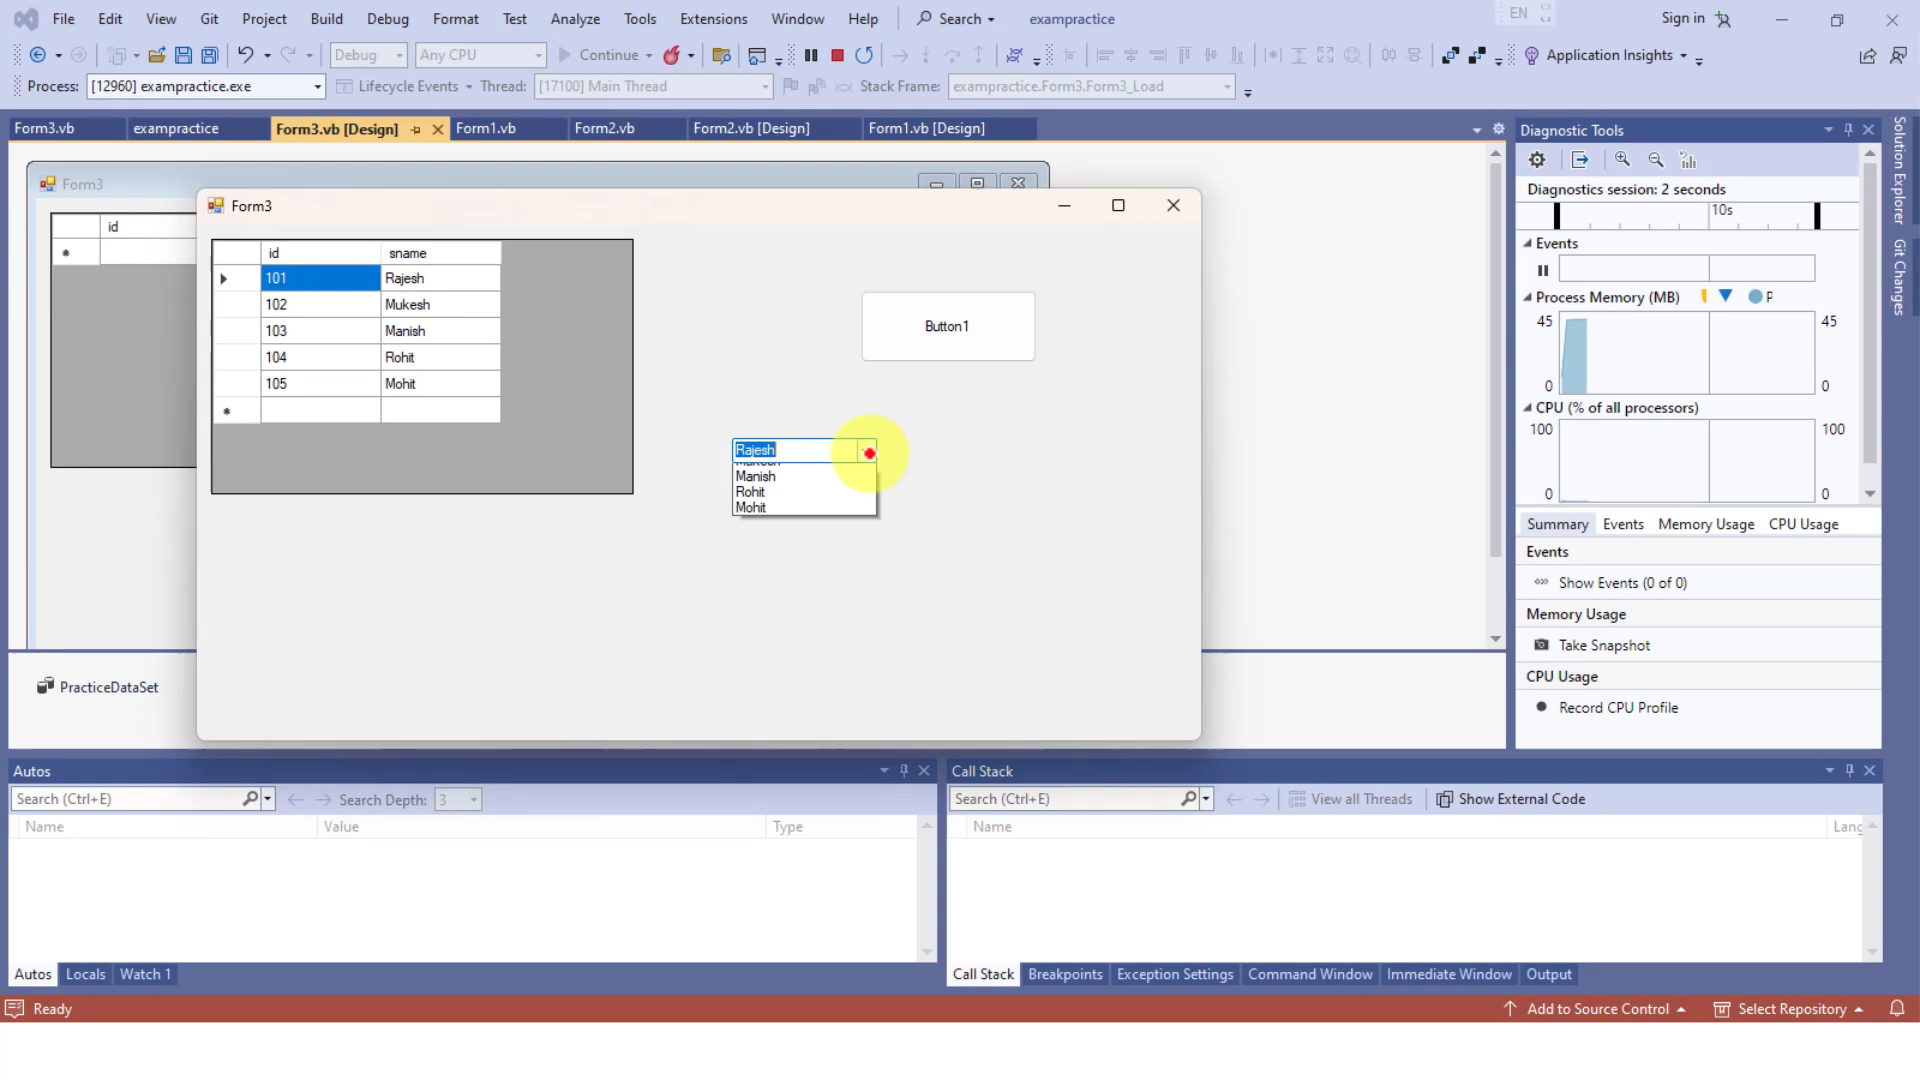 File Edit View Git Project Build Debug Format Test Analyze Tools Extensions Window Help Search exampractice EN Sign in
Debug Any CPU Continue Application Insights
Process: [12960] exampractice.exe Lifecycle Events Thread: [17100] Main Thread Stack Frame: exampractice.Form3.Form3_Load
Form3.vb exampractice Form3.vb [Design] Form1.vb Form2.vb Form2.vb [Design] Form1.vb [Design]
Form3
id
Form3
id sname
101 Rajesh
102 Mukesh
103 Manish
104 Rohit
105 Mohit
Button1
Rajesh
Mukesh
Manish
Rohit
Mohit
PracticeDataSet
Diagnostic Tools
Diagnostics session: 2 seconds
10s
Events
Process Memory (MB) P
45 45
0 0
CPU (% of all processors)
100 100
0 0
Summary Events Memory Usage CPU Usage
Events
Show Events (0 of 0)
Memory Usage
Take Snapshot
CPU Usage
Record CPU Profile
Solution Explorer
Git Changes
Autos
Search (Ctrl+E) Search Depth: 3
Name Value Type
Autos Locals Watch 1
Call Stack
Search (Ctrl+E) View all Threads Show External Code
Name Lang
Call Stack Breakpoints Exception Settings Command Window Immediate Window Output
Ready Add to Source Control Select Repository